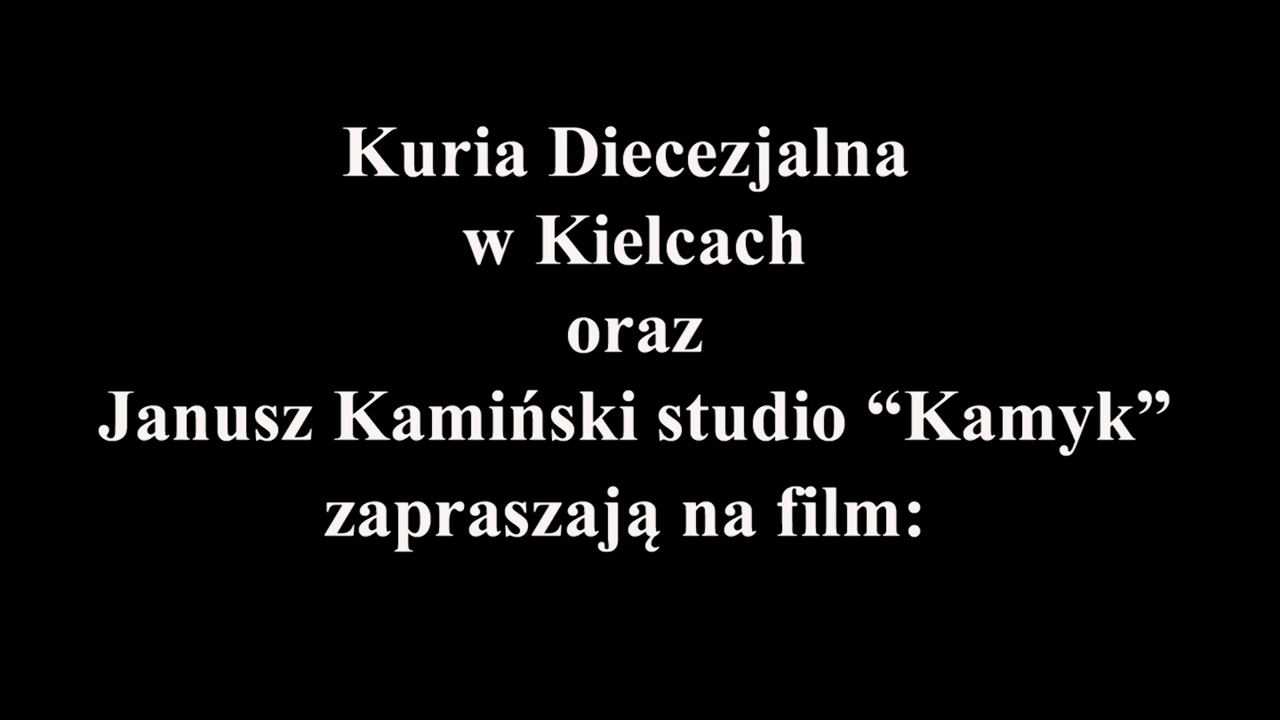 Kuria Diecezjalna
w Kielcach
oraz
Janusz Kamiński studio “Kamyk”
zapraszają na film: